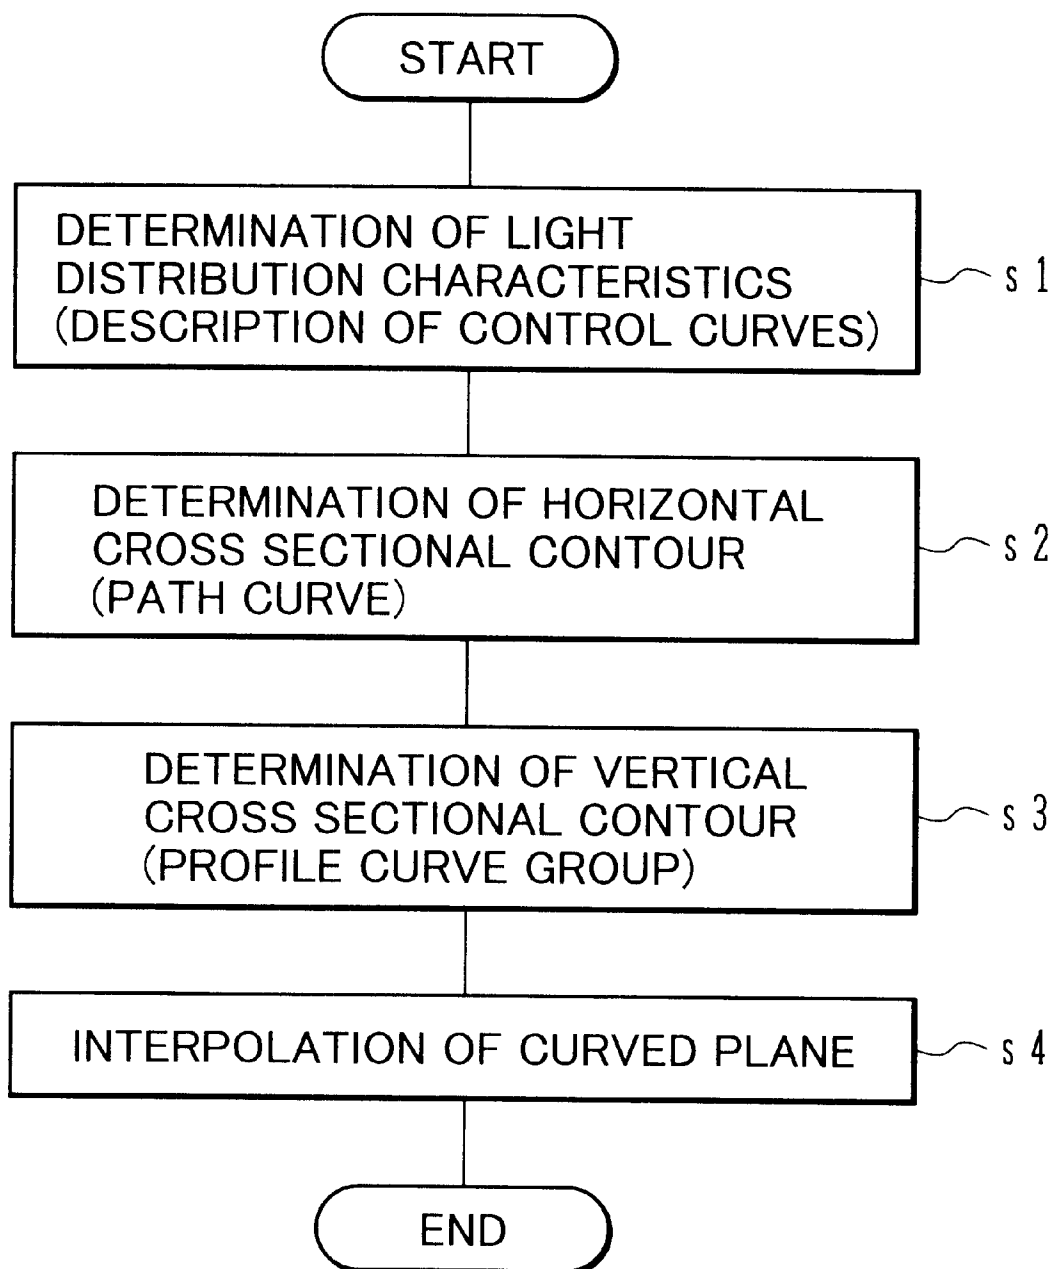 START
DETERMINATION OF LIGHT
DISTRIBUTION CHARACTERISTICS
(DESCRIPTION OF CONTROL CURVES)
s 1
DETERMINATION OF HORIZONTAL
CROSS SECTIONAL CONTOUR
(PATH CURVE)
s 2
DETERMINATION OF VERTICAL
CROSS SECTIONAL CONTOUR
(PROFILE CURVE GROUP)
s 3
INTERPOLATION OF CURVED PLANE
s 4
END